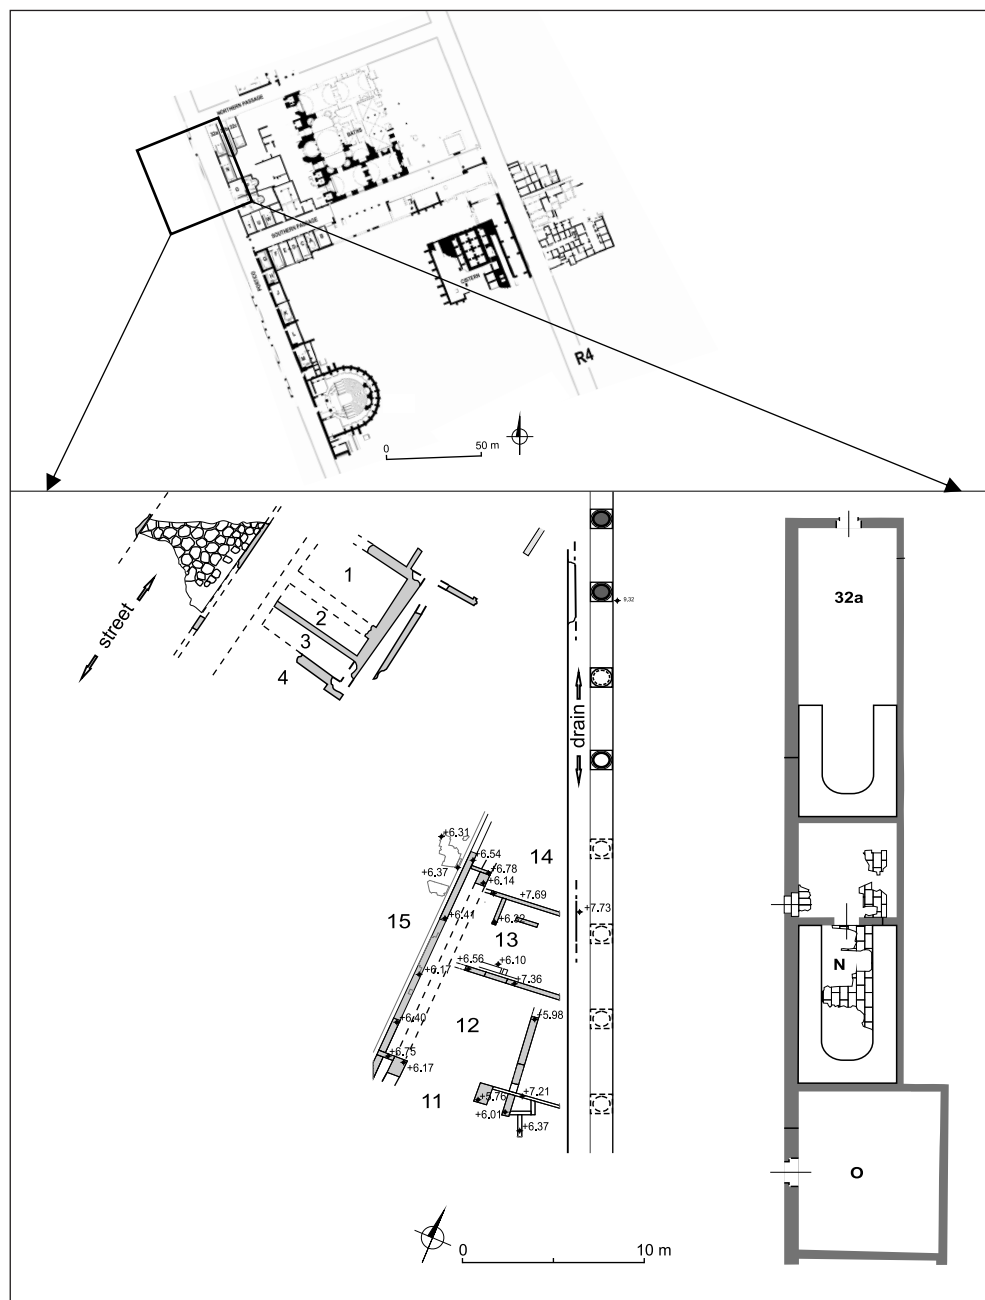 NORTHERN PASSAGE
BATHS
SOUTHERN PASSAGE
CISTERN
PORTICO
R4
0 50 m
1
2
3
4
street
32a
9.32
drain
+6.31
+6.54
+6.37
+6.78
+6.14
14
+7.69
+7.73
15
+6.41
+6.32
13
+6.56
+6.10
+6.17
+7.36
N
+6.40
12
+5.98
+6.75
+6.17
11
+5.76
+7.21
+6.01
+6.37
O
0 10 m